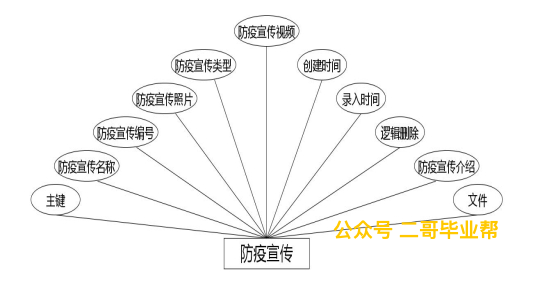 防疫宣传视频
防疫宣传类型
创建时间
防疫宣传照片
录入时间
防疫宣传编号
逻辑删除
防疫宣传名称
防疫宣传介绍
主键
文件
公众号 二哥毕业帮
防疫宣传